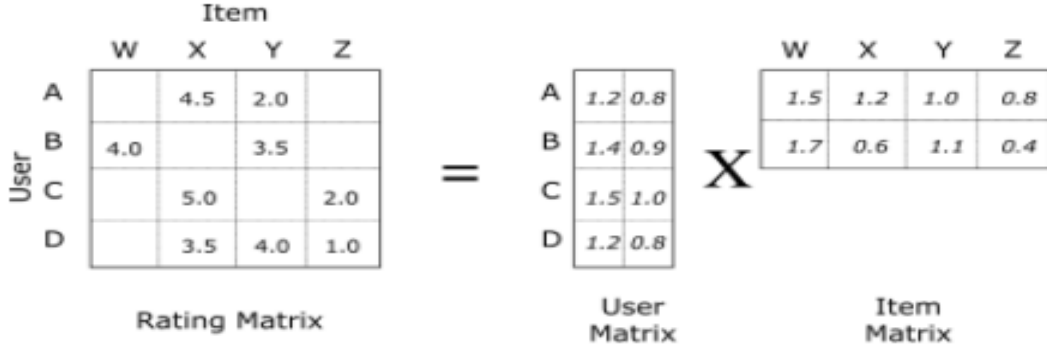 Item
W X Y Z
User
A 4.5 2.0
B 4.0 3.5
C 5.0 2.0
D 3.5 4.0 1.0
Rating Matrix
=
A 1.2 0.8
B 1.4 0.9
C 1.5 1.0
D 1.2 0.8
User
Matrix
X
W X Y Z
1.5 1.2 1.0 0.8
1.7 0.6 1.1 0.4
Item
Matrix